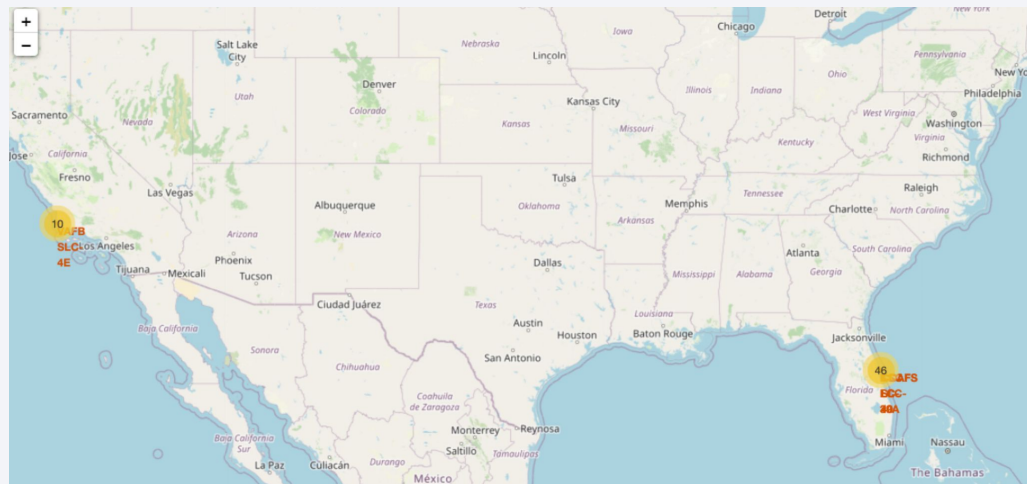 +
−
New York
Detroit
Chicago
Iowa
Nebraska
Salt Lake
City
Lincoln
Pennsylvania
New Yo
Ohio
Denver
Utah
Illinois
Indiana
Philadelphia
Kansas City
Sacramento
Nevada
Colorado
West Virginia
Washington
Kansas
Missouri
Virginia
Jose
California
Kentucky
Richmond
Fresno
Las Vegas
Tulsa
Raleigh
Tennessee
Albuquerque
Oklahoma
Memphis
Charlotte
North Carolina
Arkansas
10
AFB
Arizona
New Mexico
SLC-
Los Angeles
4E
South Carolina
Phoenix
Atlanta
Dallas
Tijuana
Mexicali
Tucson
Mississippi
Alabama
Georgia
Ciudad Juárez
Texas
Louisiana
Austin
Baja California
Houston
Baton Rouge
Jacksonville
Sonora
San Antonio
Chihuahua
46
AFS
Florida
Coahuila
de Zaragoza
Monterrey
Reynosa
Baja California
Sur
Saltillo
Miami
Nassau
La Paz
Culiacán
Durango
Tamaulipas
The Bahamas
México